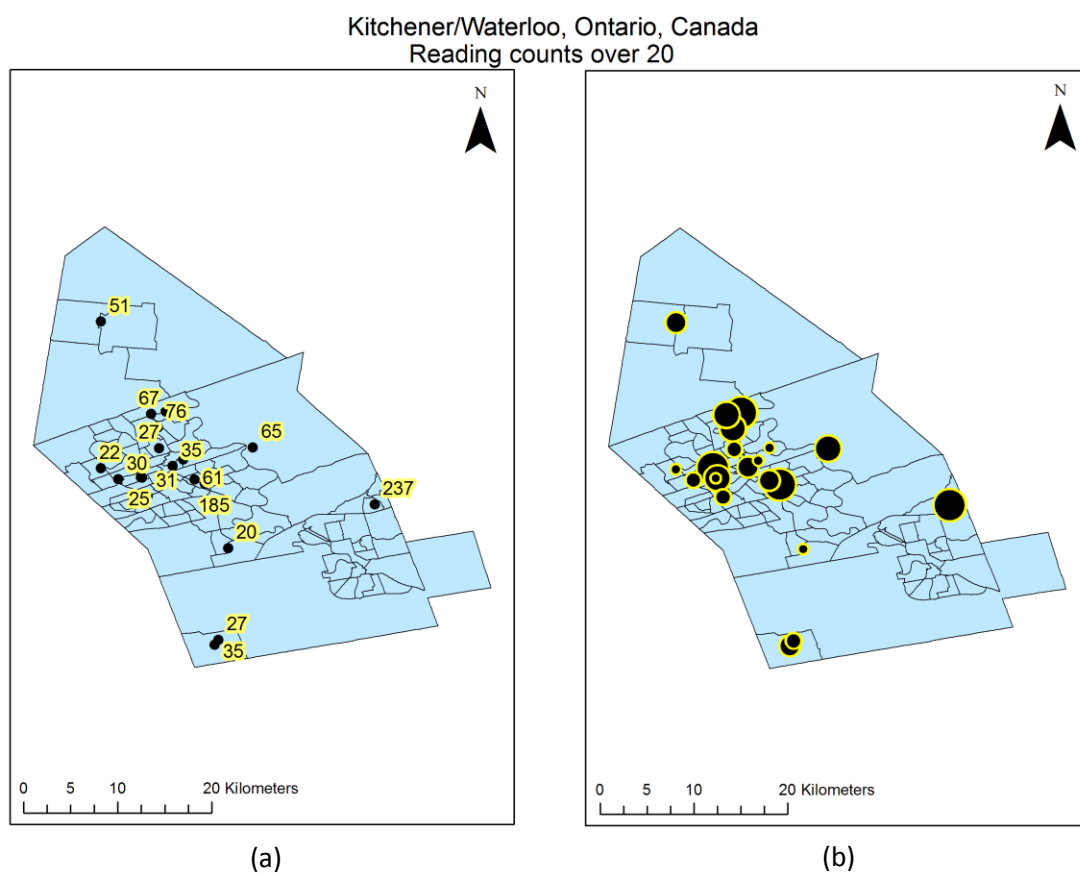 Kitchener/Waterloo, Ontario, Canada
Reading counts over 20
N
51
67
76
27
35
65
22
30
31
61
25
185
237
20
27
35
0 5 10 20 Kilometers
(a)
N
0 5 10 20 Kilometers
(b)